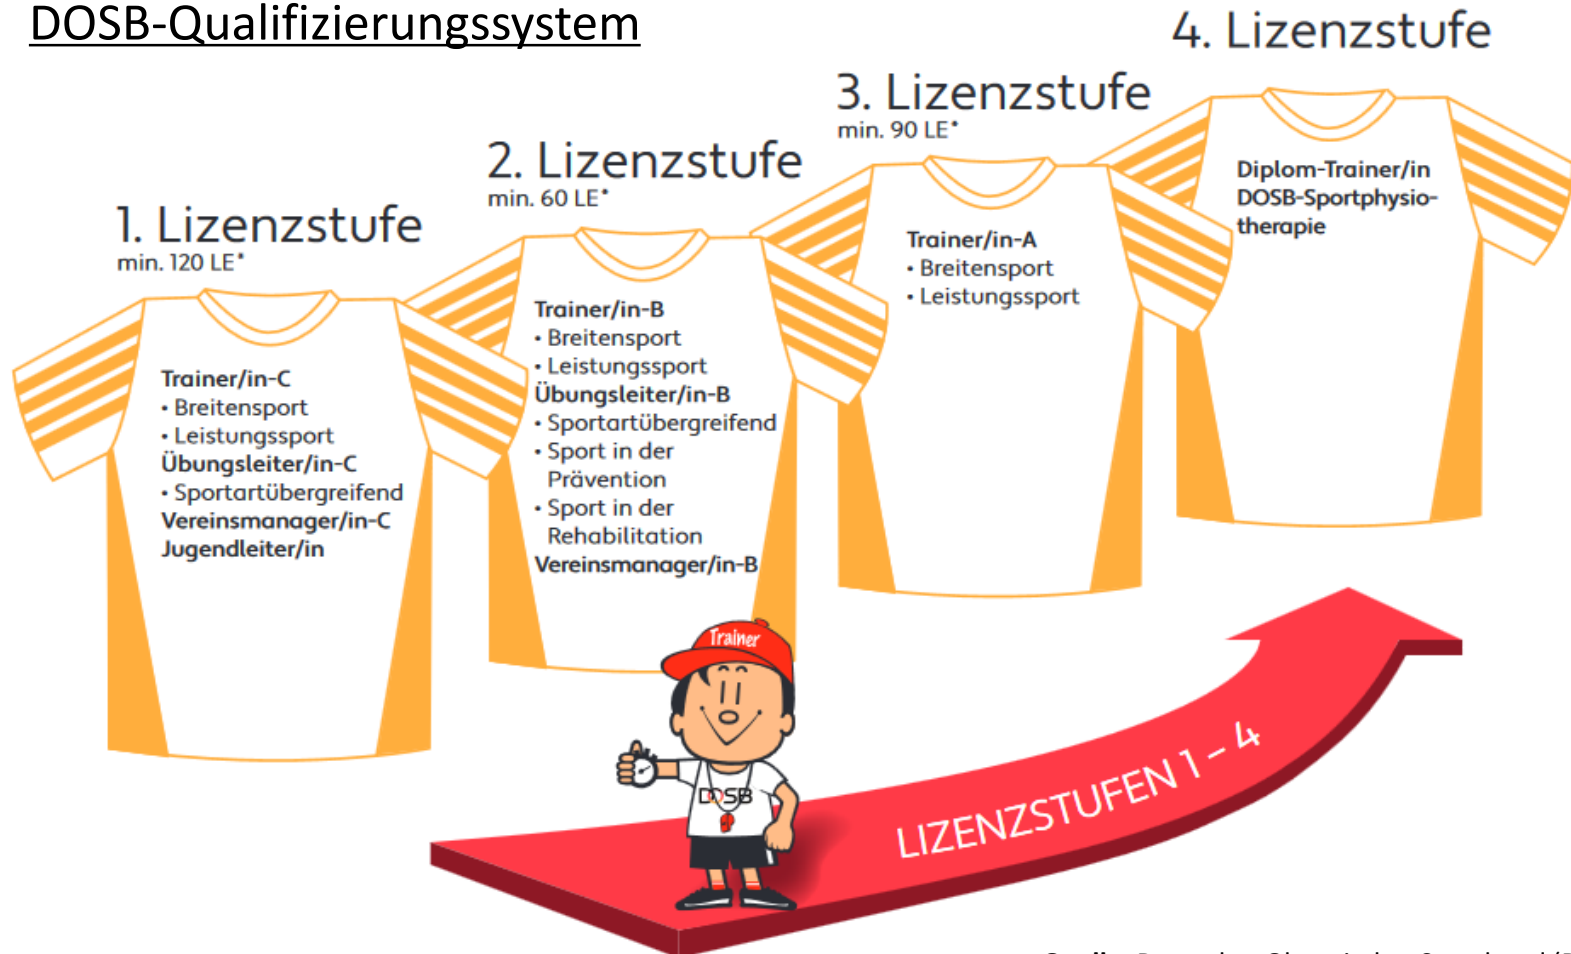 DOSB-Qualifizierungssystem
1. Lizenzstufe
min. 120 LE*
Trainer/in-C
• Breitensport
• Leistungssport
Übungsleiter/in-C
• Sportartübergreifend
Vereinsmanager/in-C
Jugendleiter/in
2. Lizenzstufe
min. 60 LE*
Trainer/in-B
• Breitensport
• Leistungssport
Übungsleiter/in-B
• Sportartübergreifend
• Sport in der
Prävention
• Sport in der
Rehabilitation
Vereinsmanager/in-B
3. Lizenzstufe
min. 90 LE*
Trainer/in-A
• Breitensport
• Leistungssport
4. Lizenzstufe
Diplom-Trainer/in
DOSB-Sportphysio-
therapie
Trainer
DOSB
LIZENZSTUFEN 1 – 4